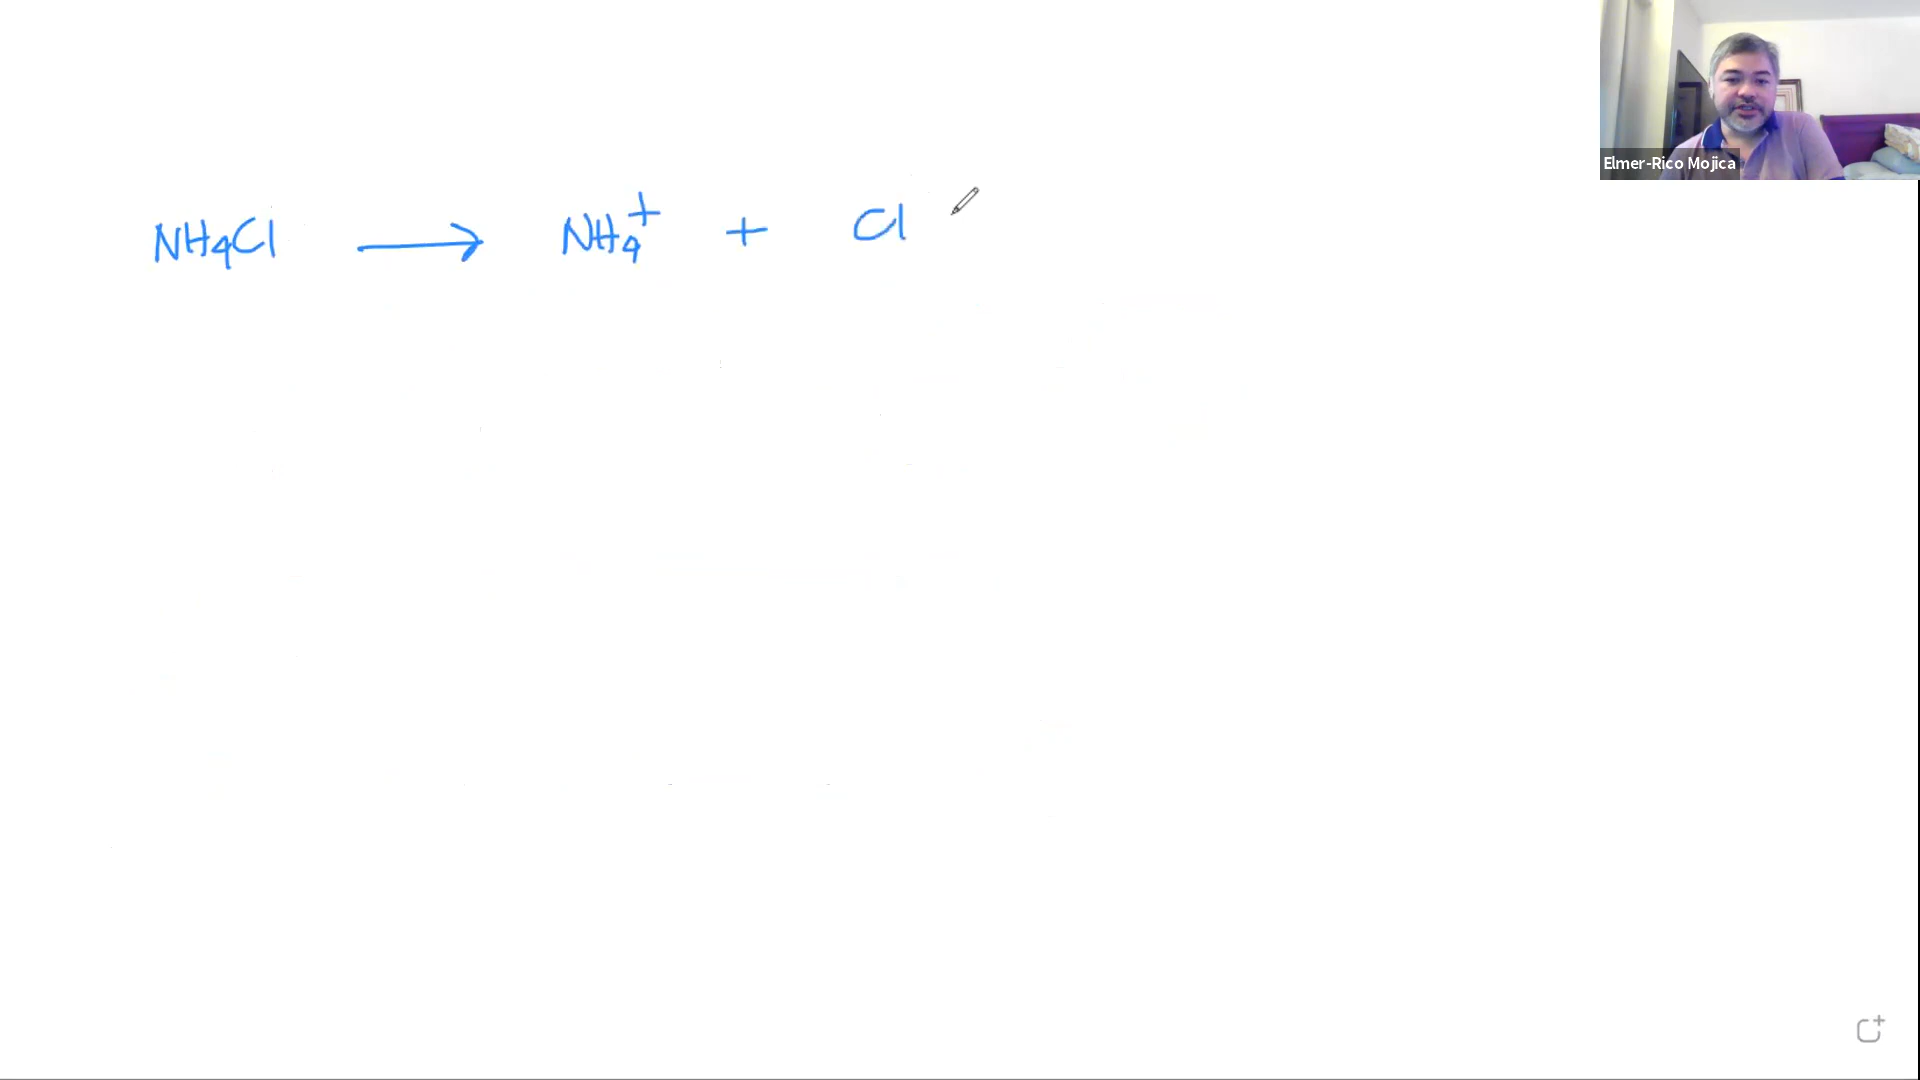 Elmer-Rico Mojica
NH₄Cl ⟶ NH₄⁺ + Cl